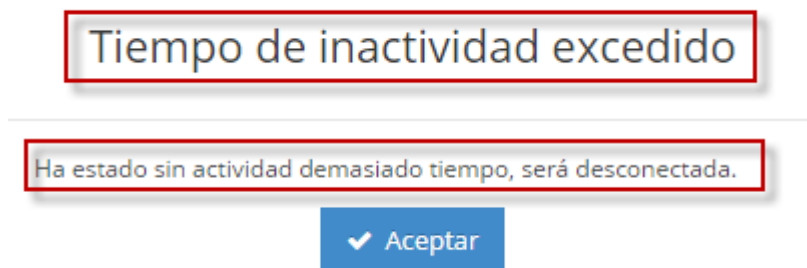 Tiempo de inactividad excedido
Ha estado sin actividad demasiado tiempo, será desconectada.
Aceptar